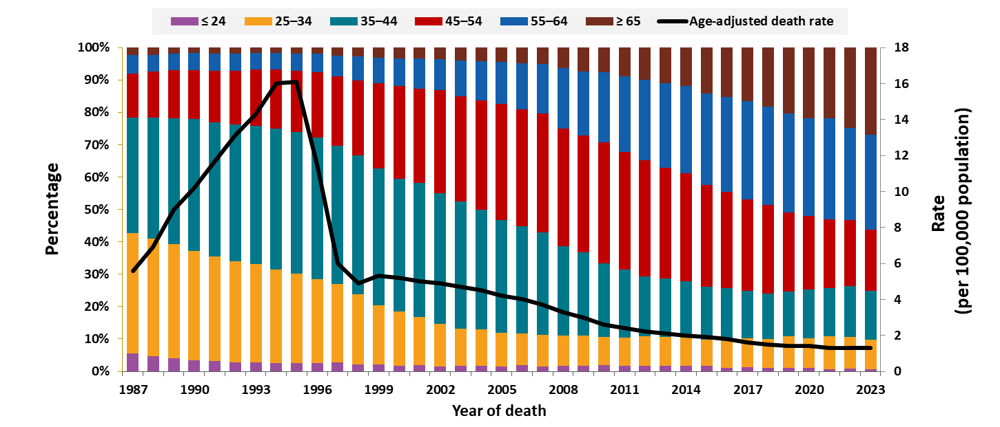 ≤ 24 25–34 35–44 45–54 55–64 ≥ 65 Age-adjusted death rate
100% 18
90% 16
80% 14
70% 12
60% 10
50% 8
40% 6
30% 4
20% 2
10% 0
0%
Percentage
Rate
(per 100,000 population)
1987 1990 1993 1996 1999 2002 2005 2008 2011 2014 2017 2020 2023
Year of death